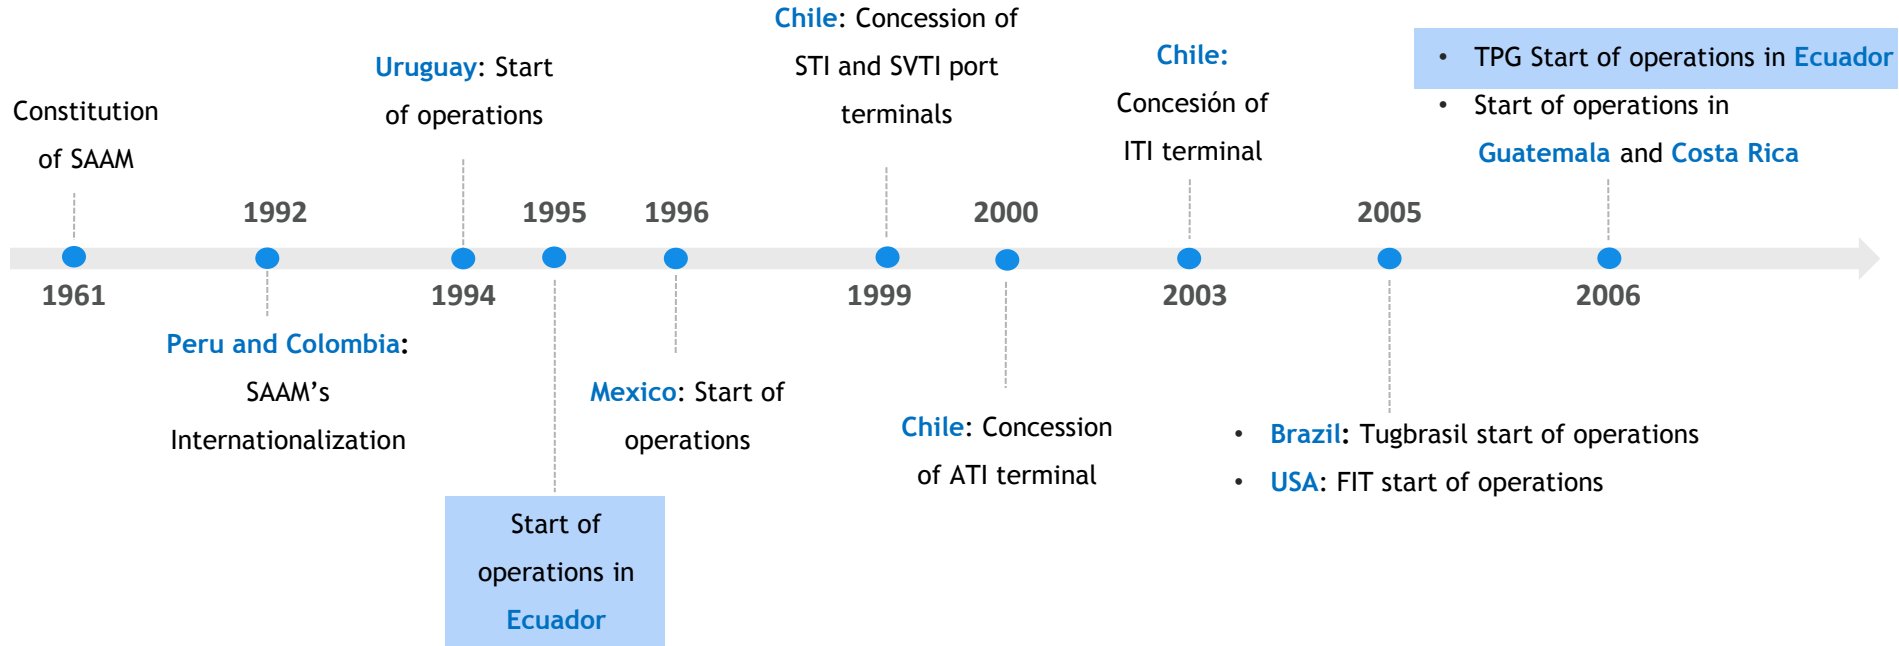 Constitution
of SAAM
1961
1992
Peru and Colombia:
SAAM’s
Internationalization
Uruguay: Start
of operations
1994
1995
Start of
operations in
Ecuador
1996
Mexico: Start of
operations
Chile: Concession of
STI and SVTI port
terminals
1999
2000
Chile: Concession
of ATI terminal
Chile:
Concesión of
ITI terminal
2003
2005
• Brazil: Tugbrasil start of operations
• USA: FIT start of operations
• TPG Start of operations in Ecuador
• Start of operations in
Guatemala and Costa Rica
2006